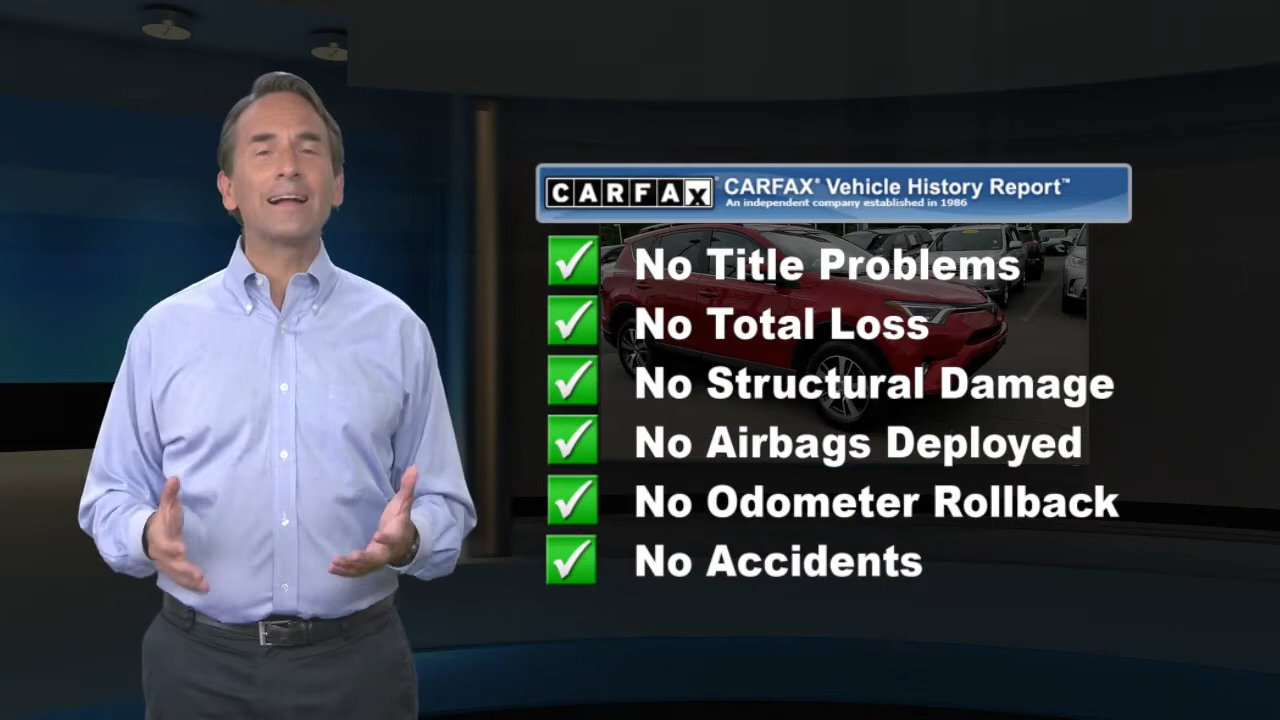 CARFAX® CARFAX® Vehicle History Report™
An independent company established in 1986
No Title Problems
No Total Loss
No Structural Damage
No Airbags Deployed
No Odometer Rollback
No Accidents